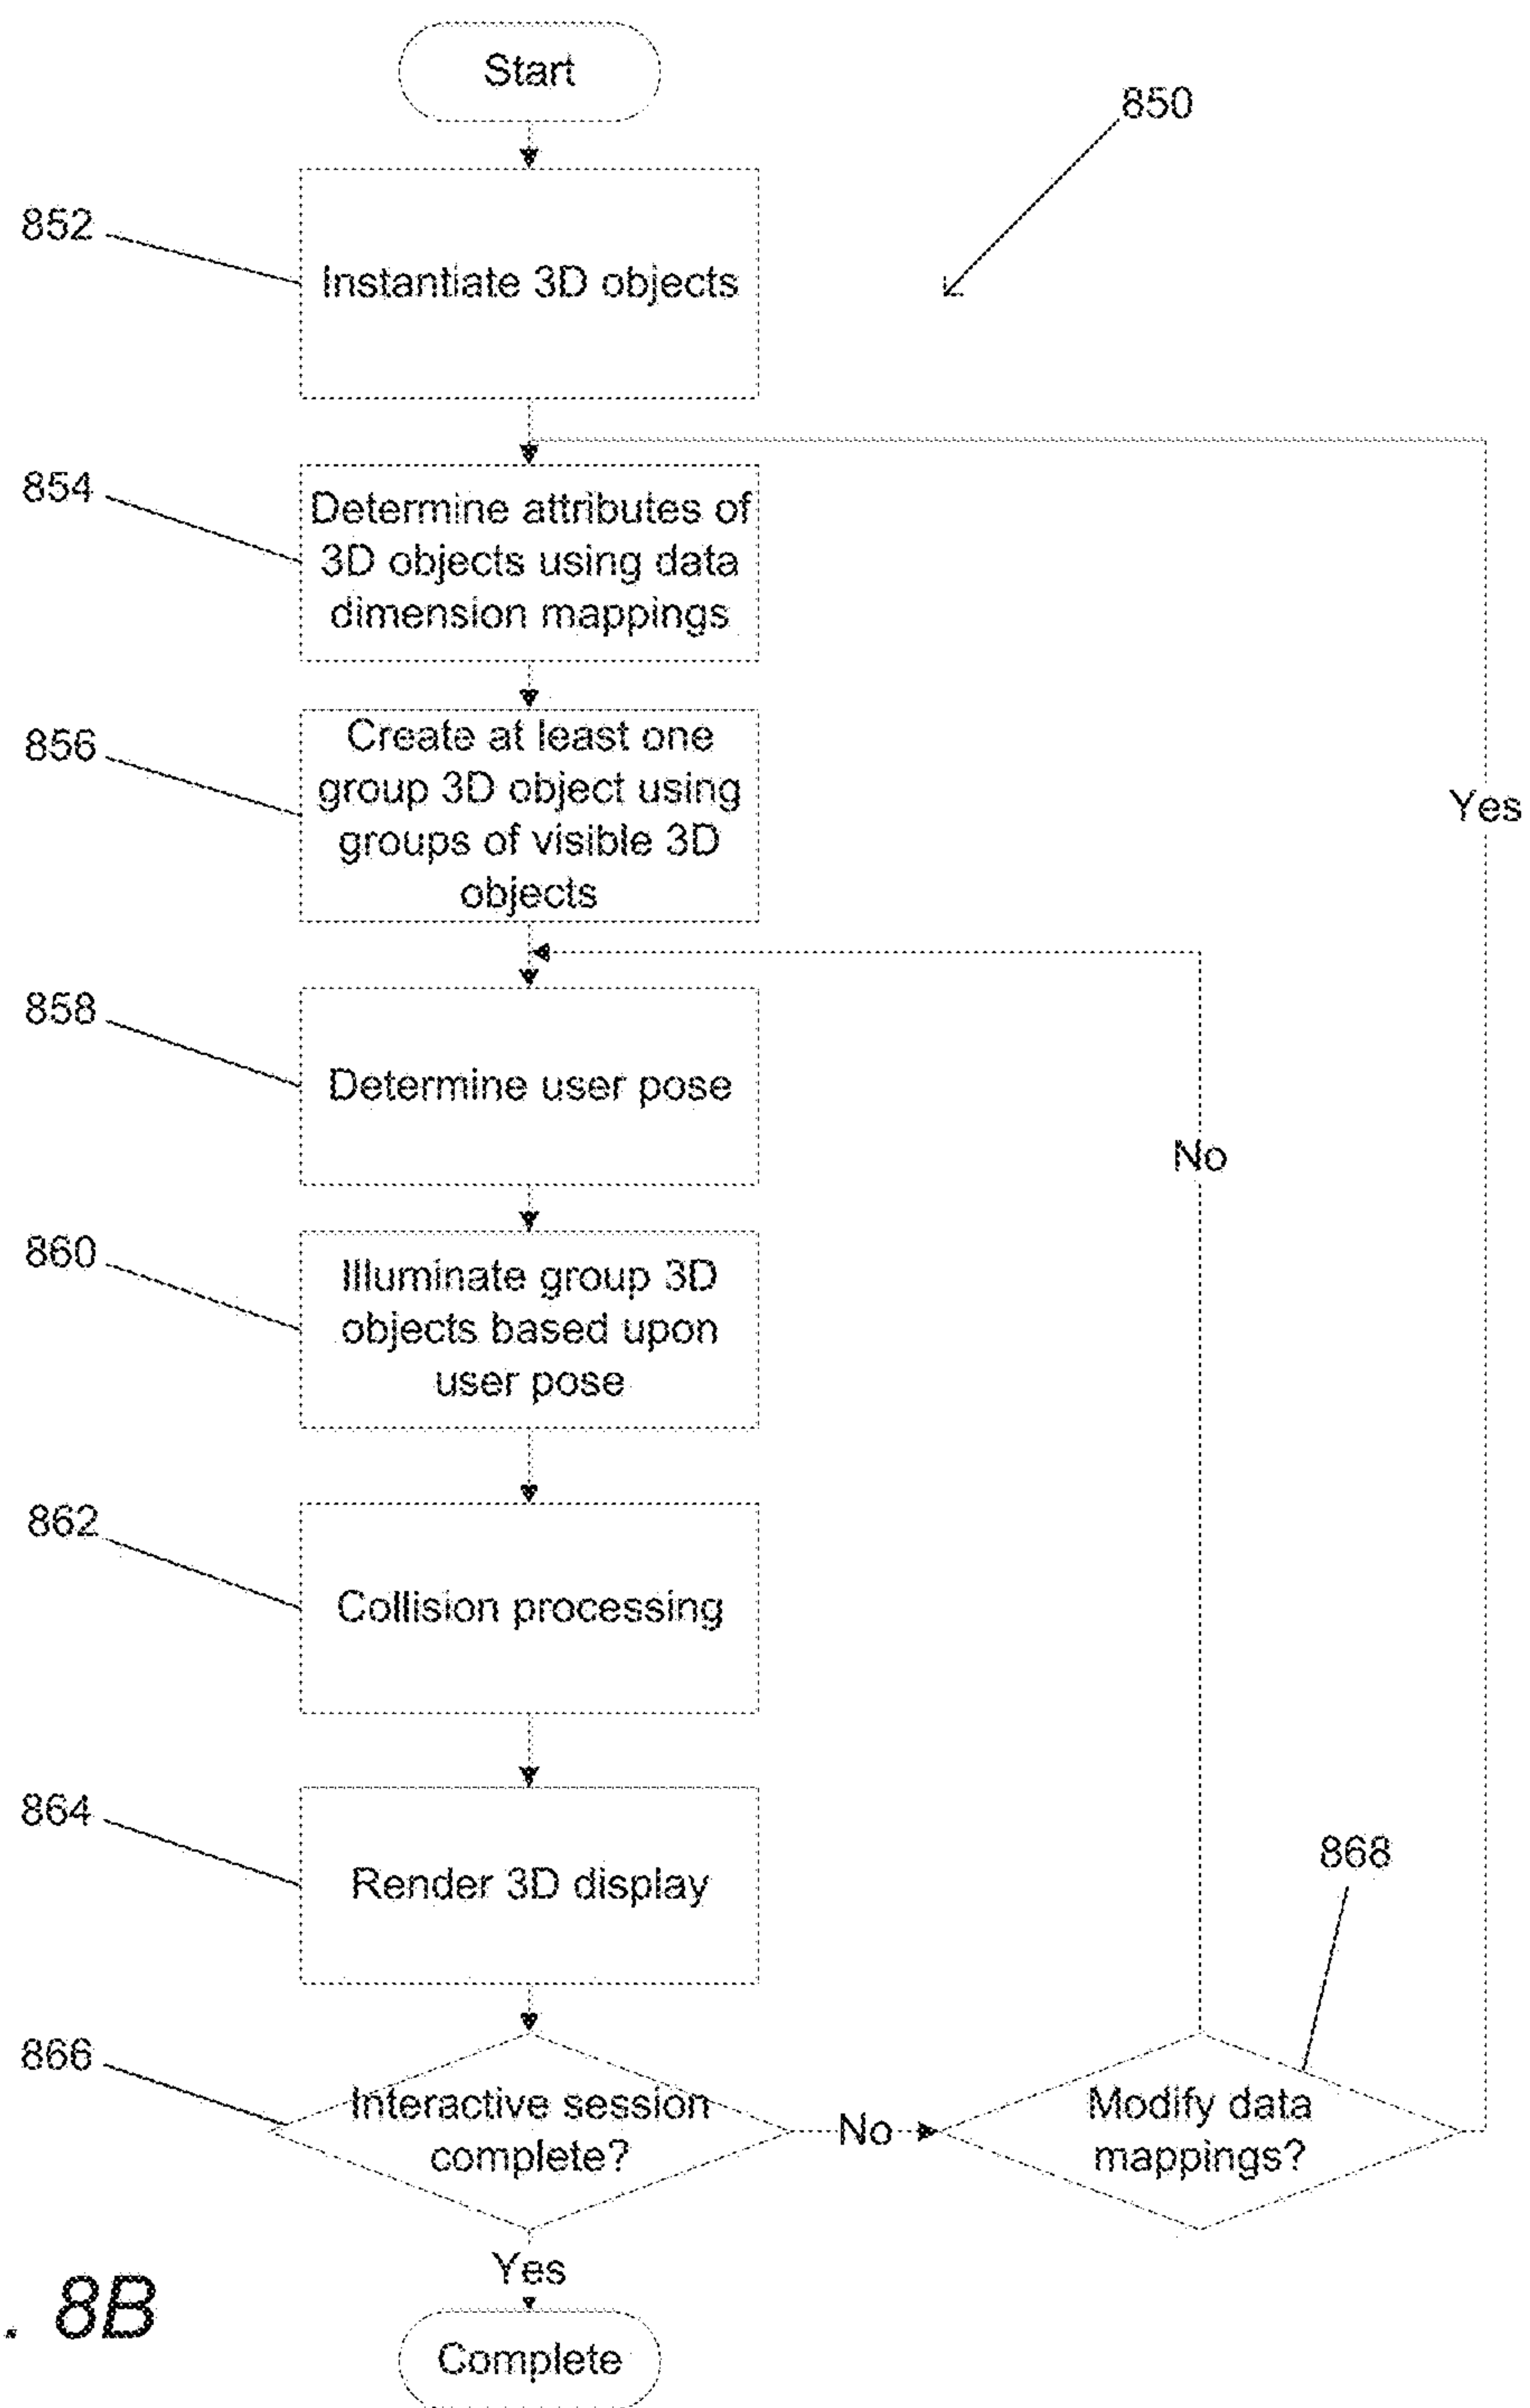 Start
850
852
Instantiate 3D objects
854
Determine attributes of
3D objects using data
dimension mappings
856
Create at least one
group 3D object using
groups of visible 3D
objects
Yes
858
Determine user pose
No
860
Illuminate group 3D
objects based upon
user pose
862
Collision processing
864
Render 3D display
868
866
Interactive session
complete?
No
Modify data
mappings?
Yes
. 8B
Complete